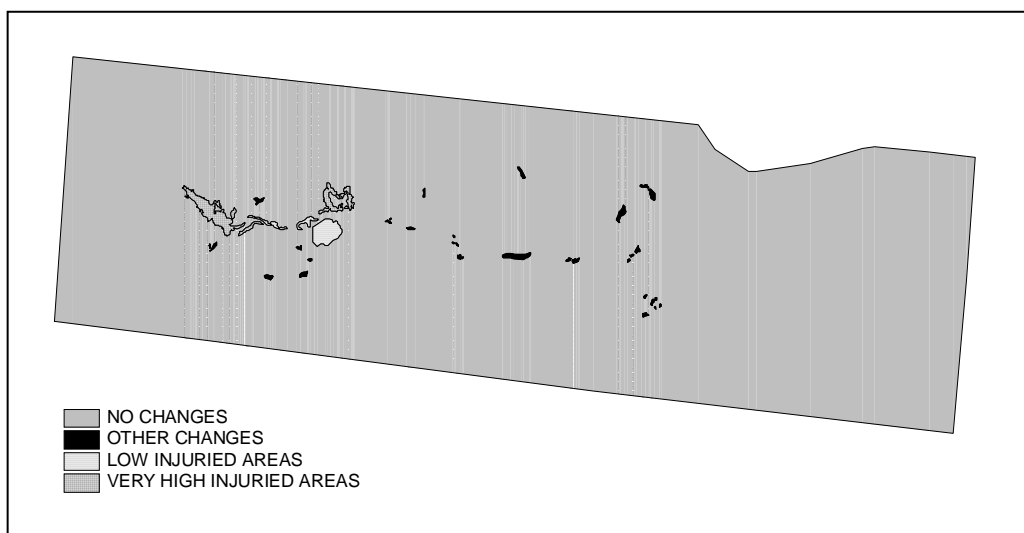 NO CHANGES
OTHER CHANGES
LOW INJURIED AREAS
VERY HIGH INJURIED AREAS